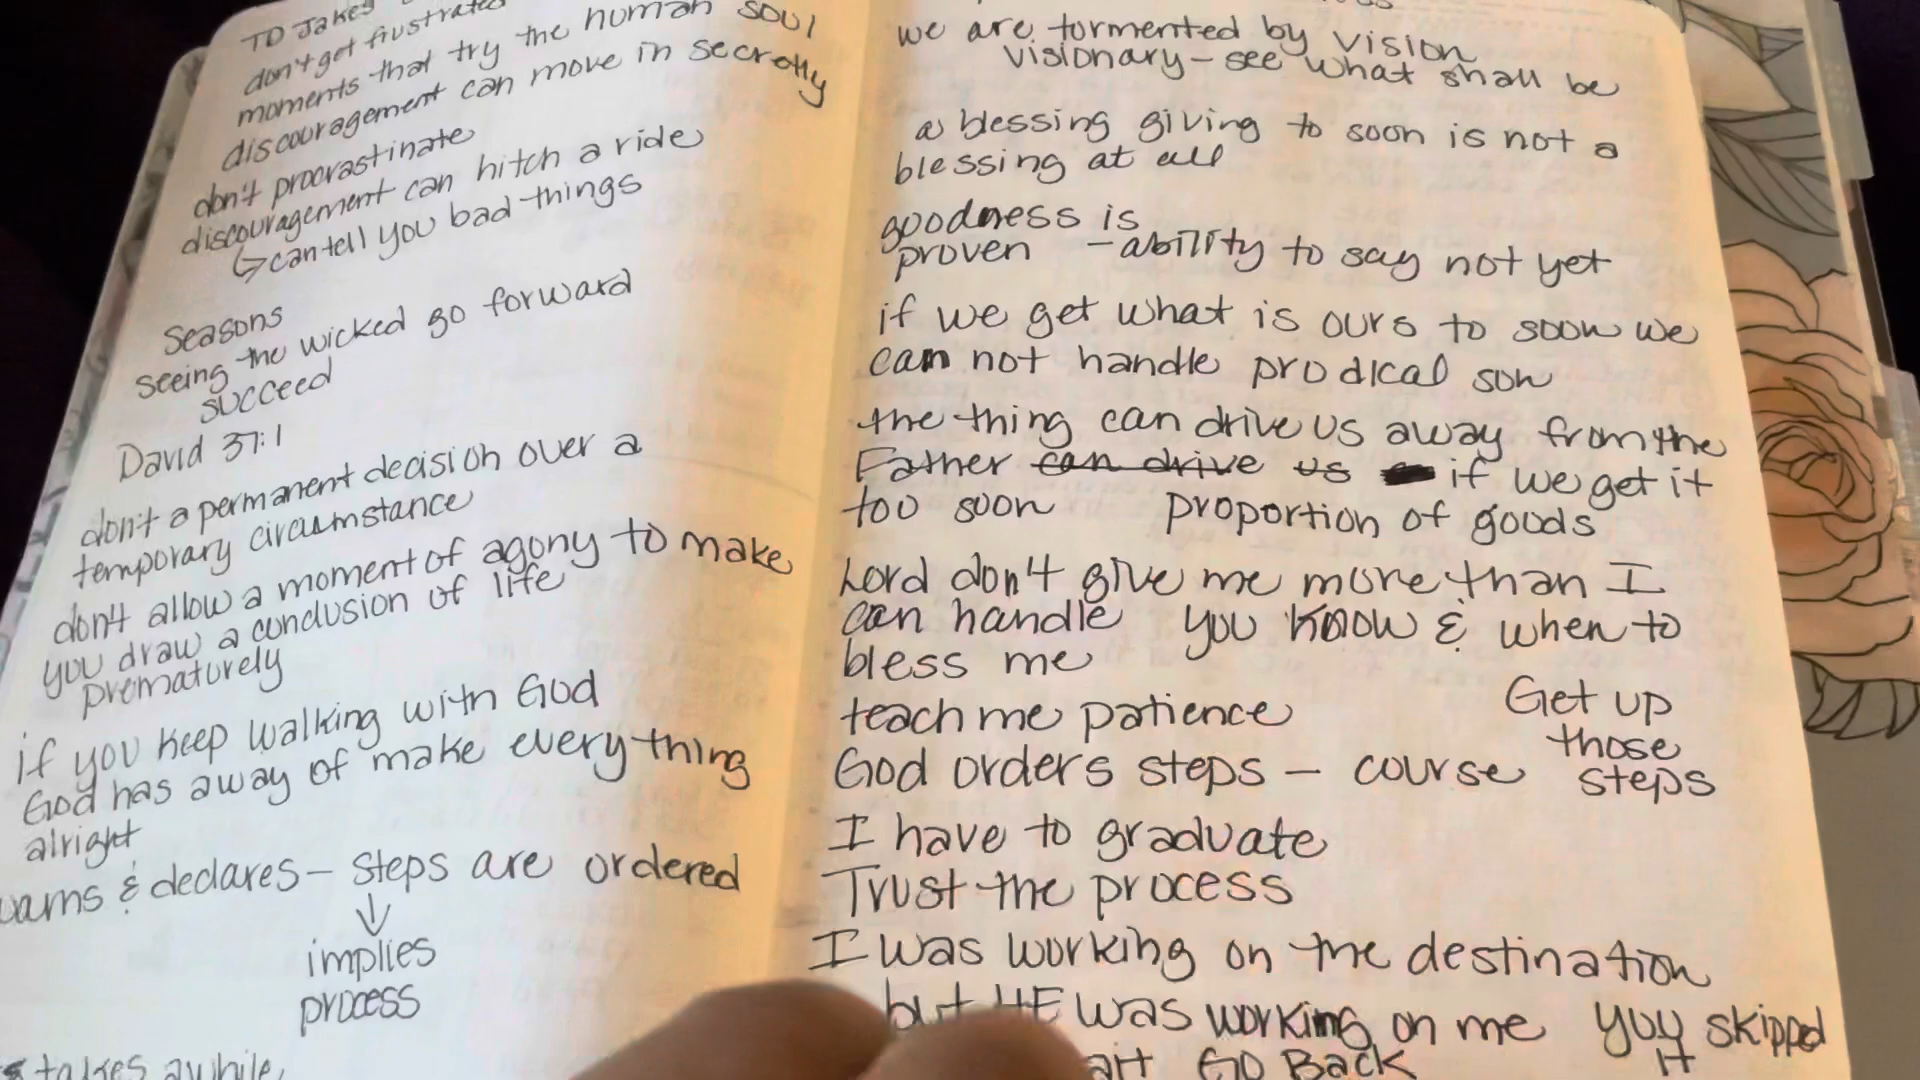 TD Jakes
don't get frustrated
moments that try the human soul
discouragement can move in secretly
don't procrastinate
discouragement can hitch a ride
↳ can tell you bad things
Seasons
seeing the wicked go forward
succeed
David 37:1
don't a permanent decision over a
temporary circumstance
don't allow a moment of agony to make
you draw a conclusion of life
prematurely
if you keep walking with God
God has away of make everything
alright
& declares – steps are ordered
↓
implies
process
takes awhile
we are tormented by vision
visionary – see what shall be
a blessing giving to soon is not a
blessing at all
goodness is
proven – ability to say not yet
if we get what is ours to soon we
can not handle prodical son
the thing can drive us away from the
Father can drive us if we get it
too soon proportion of goods
Lord don't give me more than I
can handle you know & when to
bless me
teach me patience
Get up
those
steps
God orders steps – course
I have to graduate
Trust the process
I was working on the destination
but HE was working on me you skipped
it
Go Back